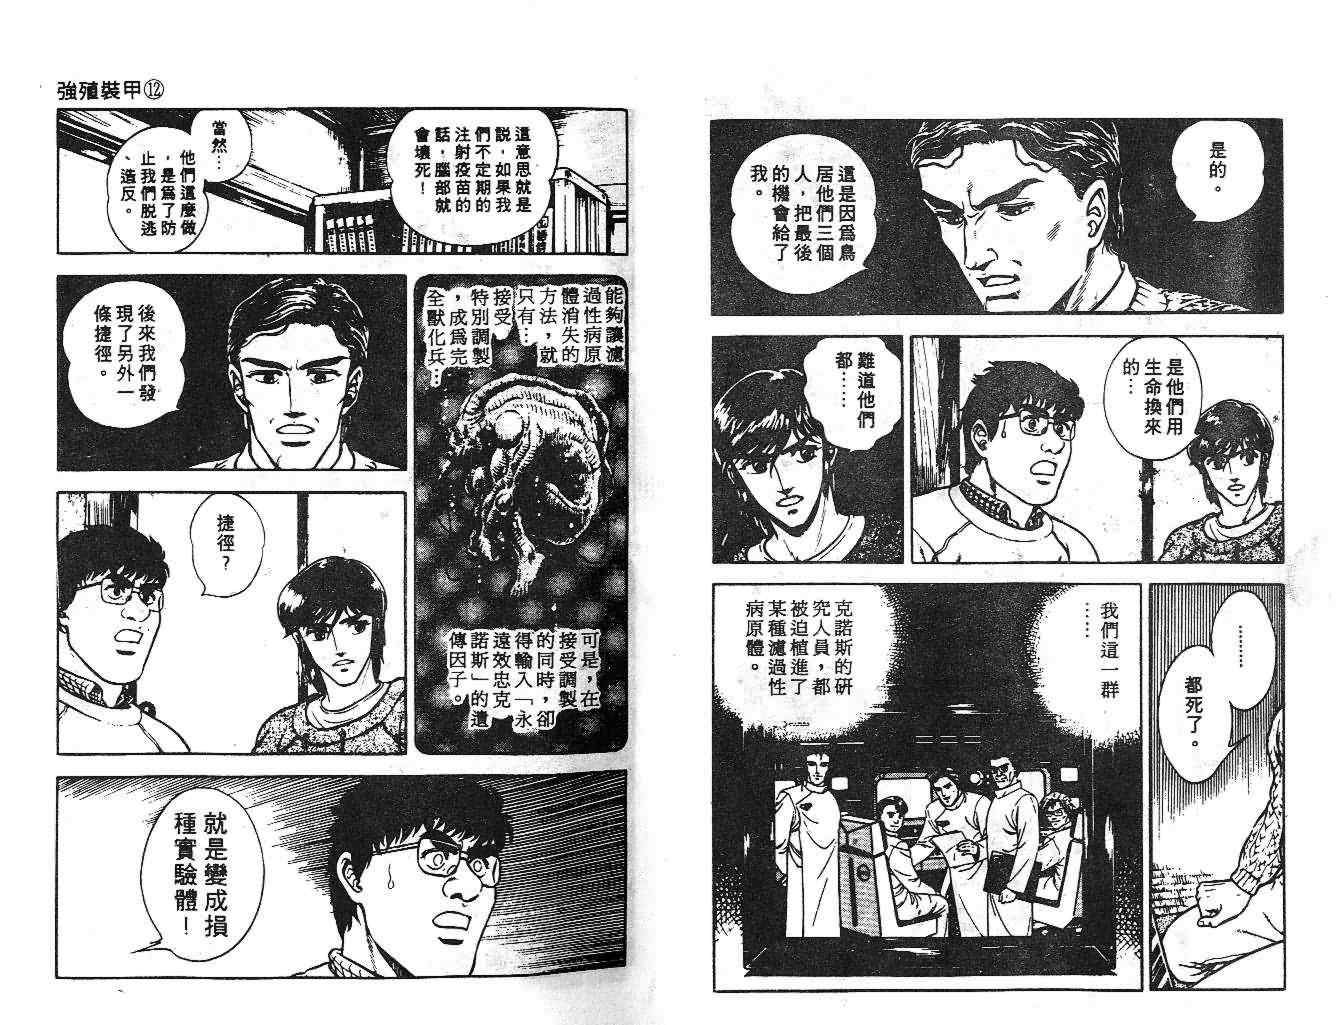 強殖裝甲⑫
是的。
這是因為鳥
居他們三個
人，把最後
的機會給了
我。
是他們用
生命換來
的…
難道他們
都……
………
都死了。
我們這一群
……
克諾斯的研
究人員，都
被迫植進了
某種濾過性
病原體。
這意思就是
説，如果我
們不定期的
注射疫苗的
話，腦部就
會壞死！
當然…
他們這麼做
，是為了防
止我們脱逃
、造反。
能夠讓濾
過性病原
體消失的
方法，就
只有…
接受
特別調製
，成為完
全獸化兵…
可是，在
接受調製
的同時，卻
得輸入「永
遠效忠克
諾斯」的遺
傳因子。
後來我們發
現了另外一
條捷徑。
捷徑？
就是變成損
種實驗體！